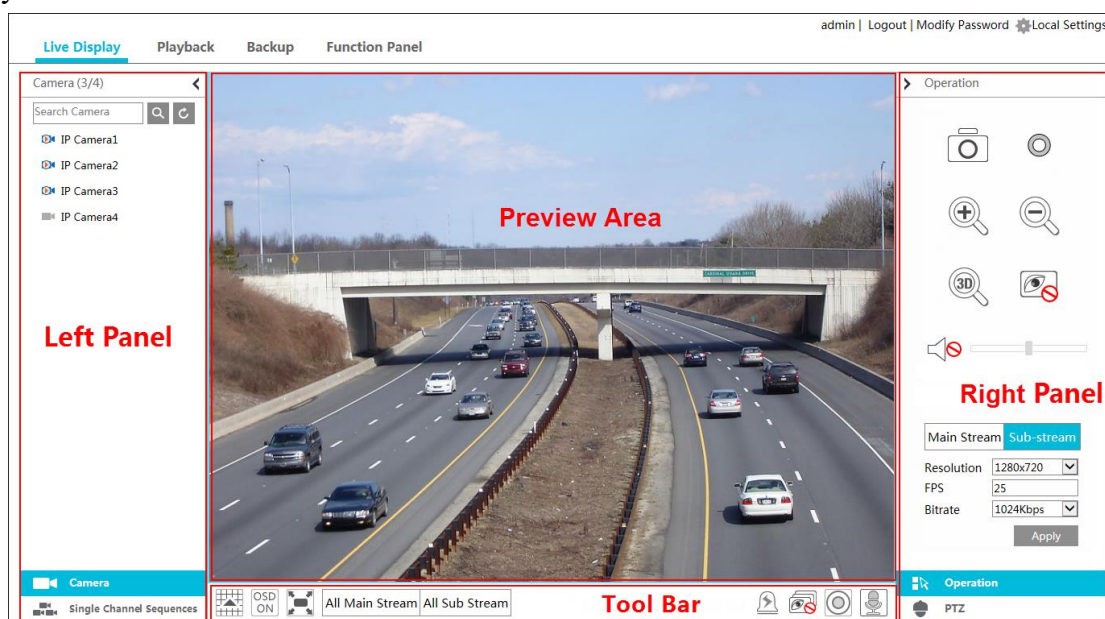 admin | Logout | Modify Password Local Settings
Live Display Playback Backup Function Panel
Camera (3/4)
Search Camera
IP Camera1
IP Camera2
IP Camera3
IP Camera4
Left Panel
Preview Area
Operation
3D
Right Panel
Main Stream Sub-stream
Resolution 1280x720
FPS 25
Bitrate 1024Kbps
Apply
Camera
Single Channel Sequences
OSD
ON
All Main Stream All Sub Stream
Tool Bar
Operation
PTZ